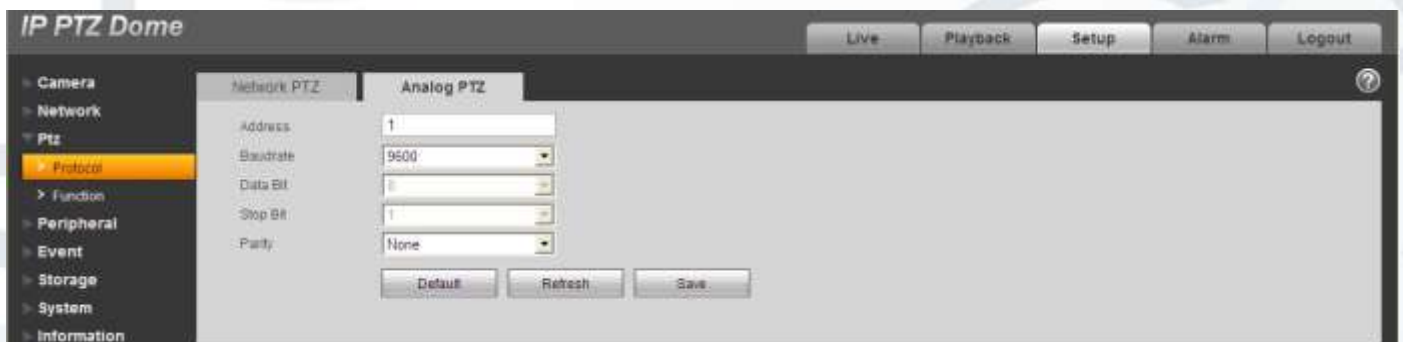 IP PTZ Dome
Live Playback Setup Alarm Logout
Camera
Network
Ptz
Protocol
Function
Peripheral
Event
Storage
System
Information
Network PTZ Analog PTZ
Address 1
Baudrate 9600
Data Bit 8
Stop Bit 1
Parity None
Default Refresh Save